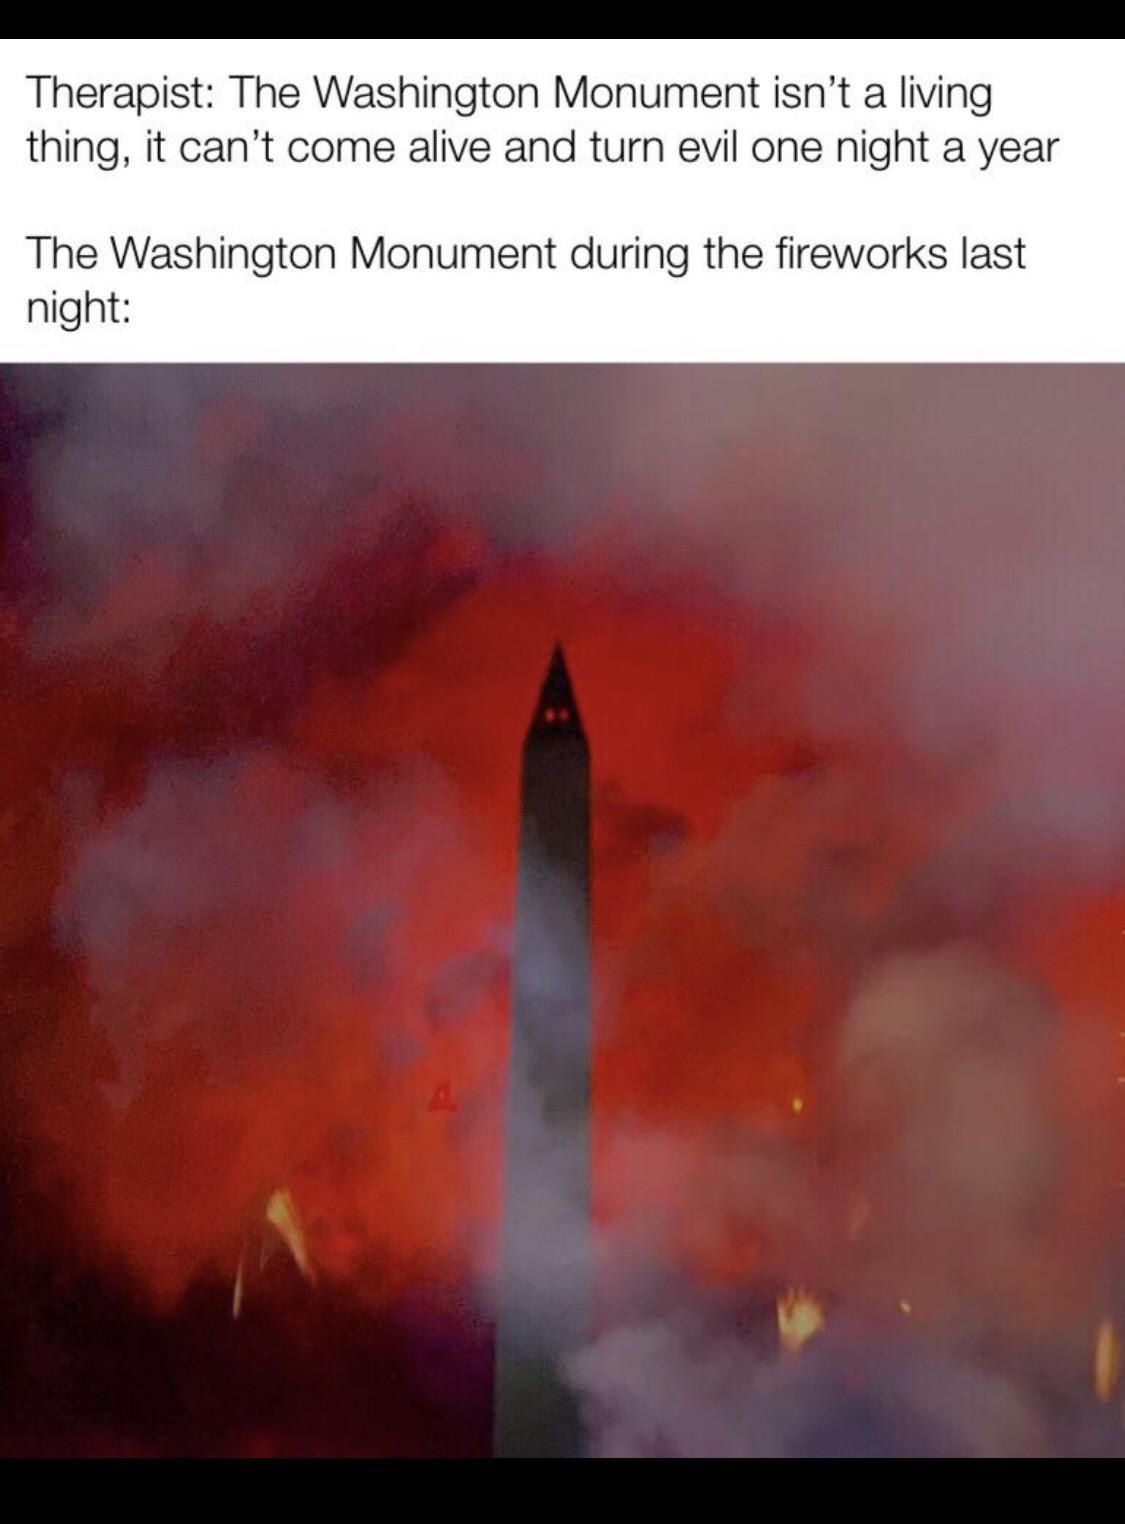 Therapist: The Washington Monument isn’t a living
thing, it can’t come alive and turn evil one night a year
The Washington Monument during the fireworks last
night: